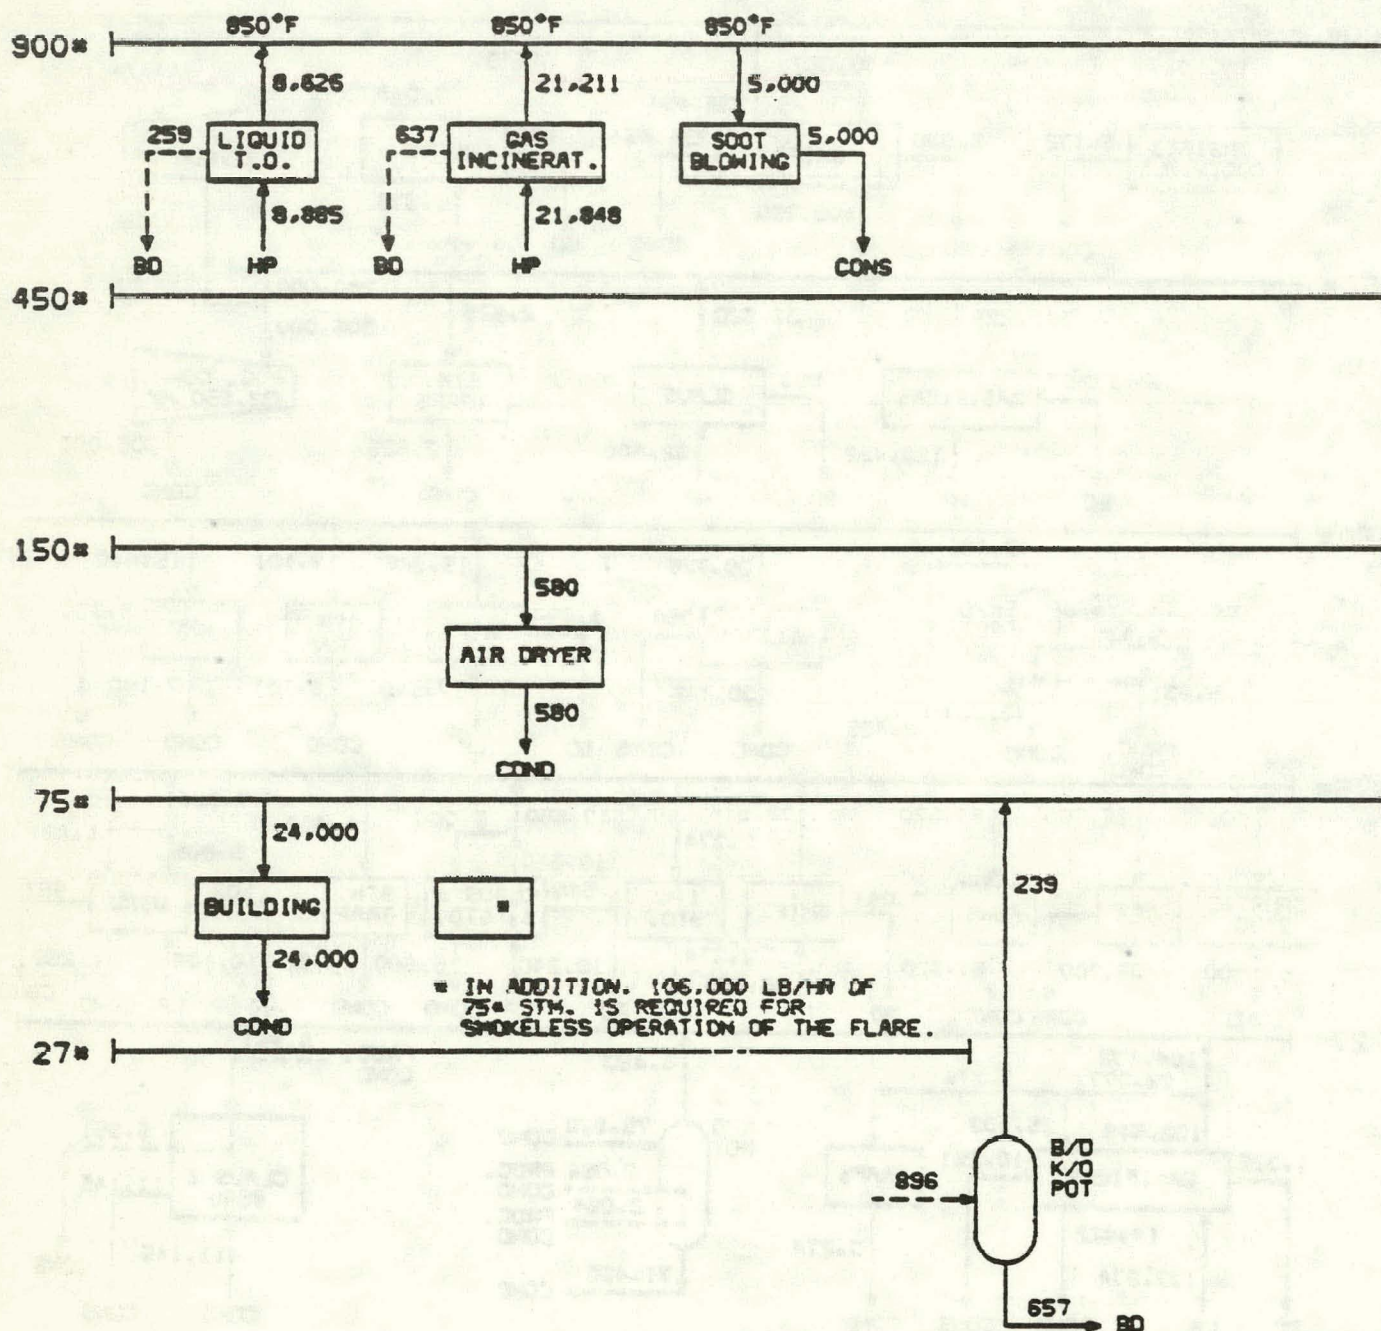 850°F 850°F 850°F
900#
8,626 21,211 5,000
259 LIQUID T.O. 637 GAS INCINERAT. SOOT BLOWING 5,000
8,885 21,848
BD HP BD HP CONS
450#
150#
580
AIR DRYER
580
COND
75#
24,000
239
BUILDING *
24,000
COND
* IN ADDITION. 106,000 LB/HR OF
75# STM. IS REQUIRED FOR
SMOKELESS OPERATION OF THE FLARE.
27#
B/D
K/O
POT
896
657
BD